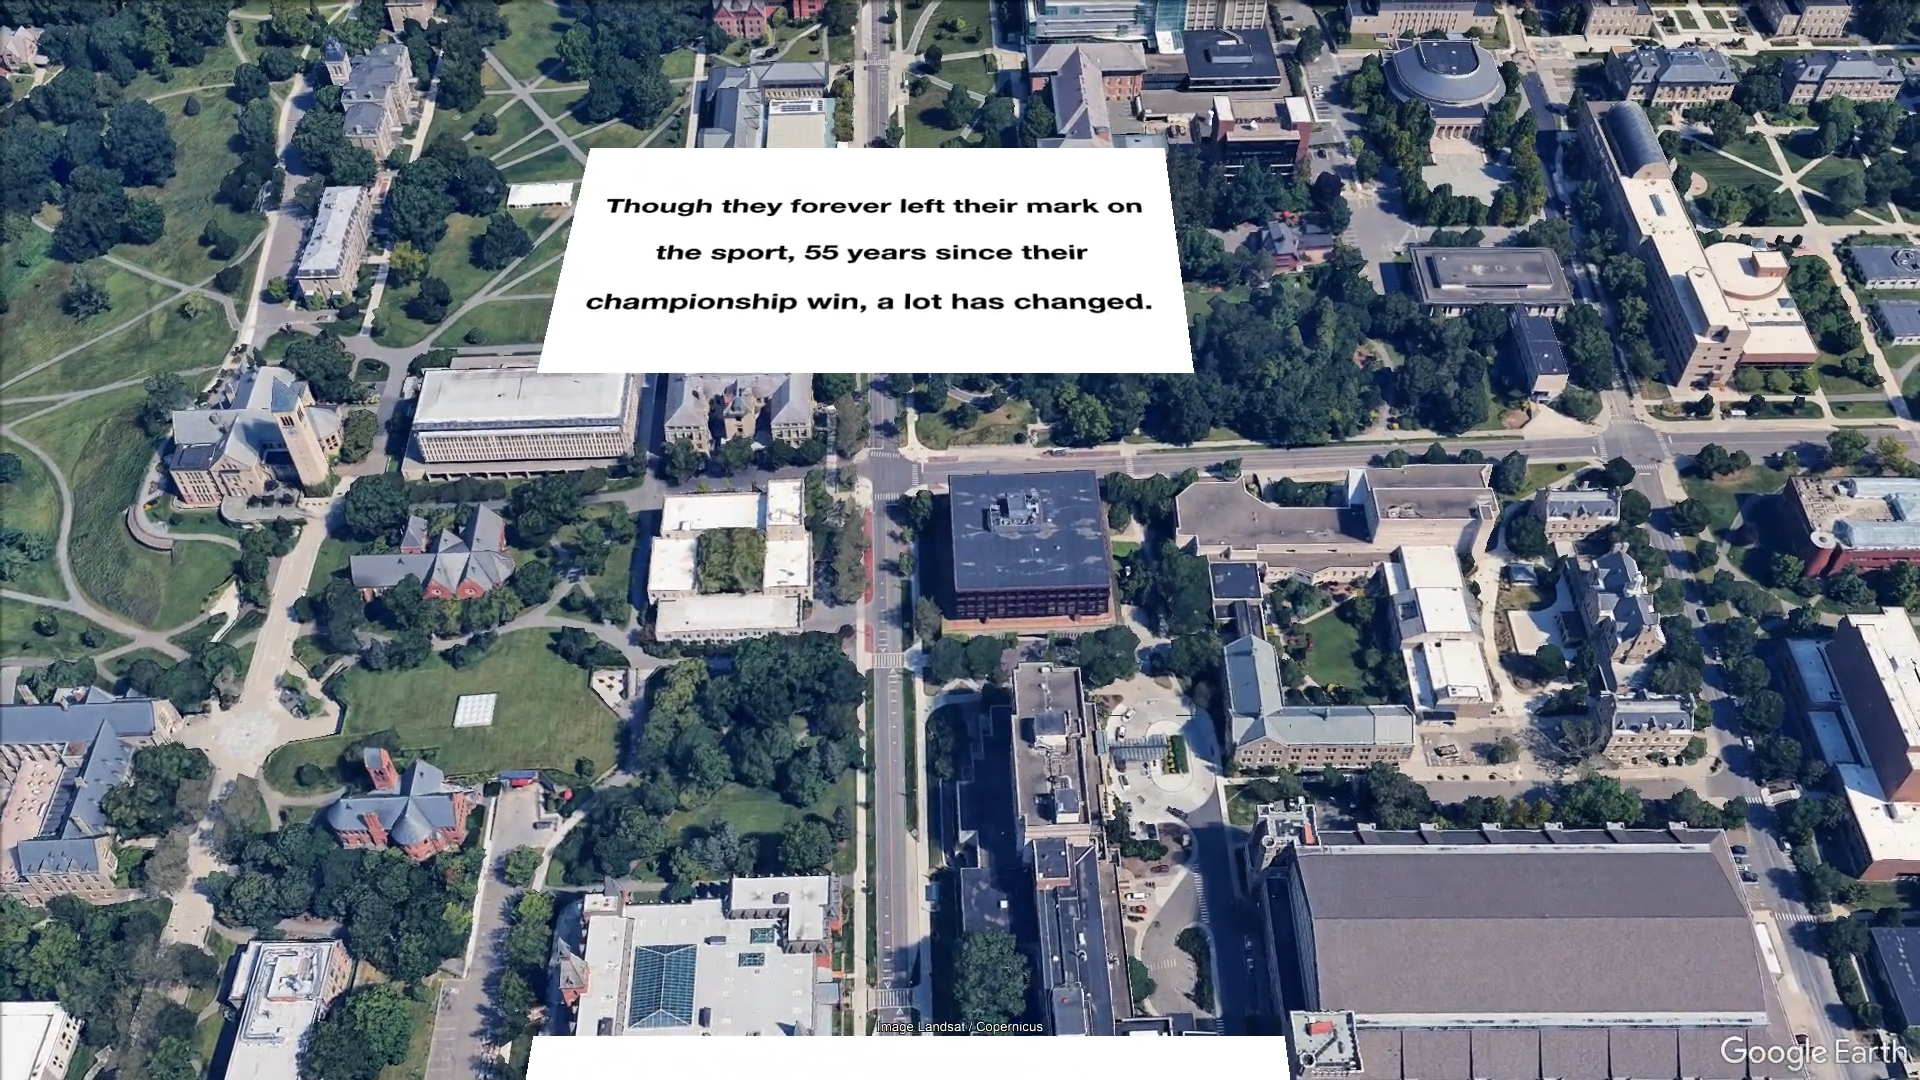 Though they forever left their mark on
the sport, 55 years since their
championship win, a lot has changed.
Image Landsat / Copernicus
Google Earth